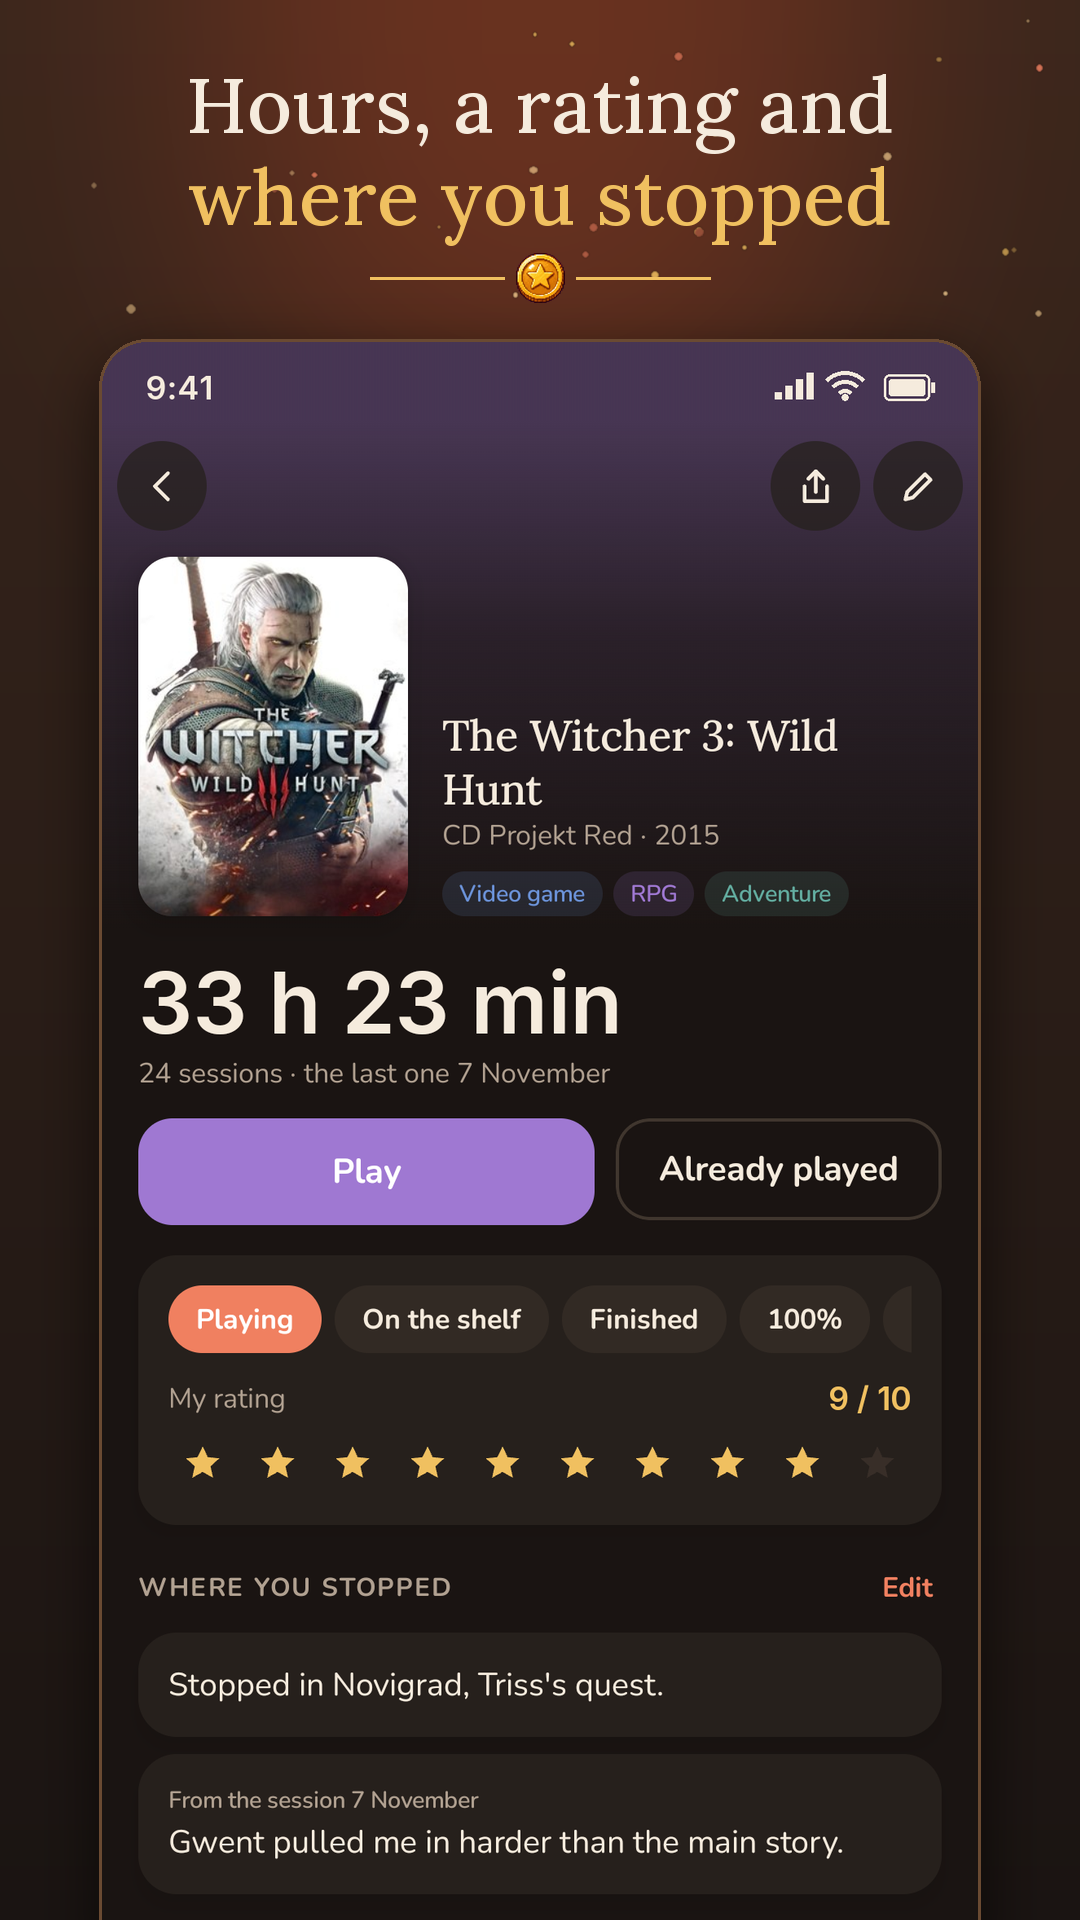 Hours, a rating and
where you stopped
9:41
THE
WITCHER
WILD HUNT
The Witcher 3: Wild
Hunt
CD Projekt Red · 2015
Video game
RPG
Adventure
33 h 23 min
24 sessions · the last one 7 November
Play
Already played
Playing
On the shelf
Finished
100%
My rating
9 / 10
WHERE YOU STOPPED
Edit
Stopped in Novigrad, Triss's quest.
From the session 7 November
Gwent pulled me in harder than the main story.